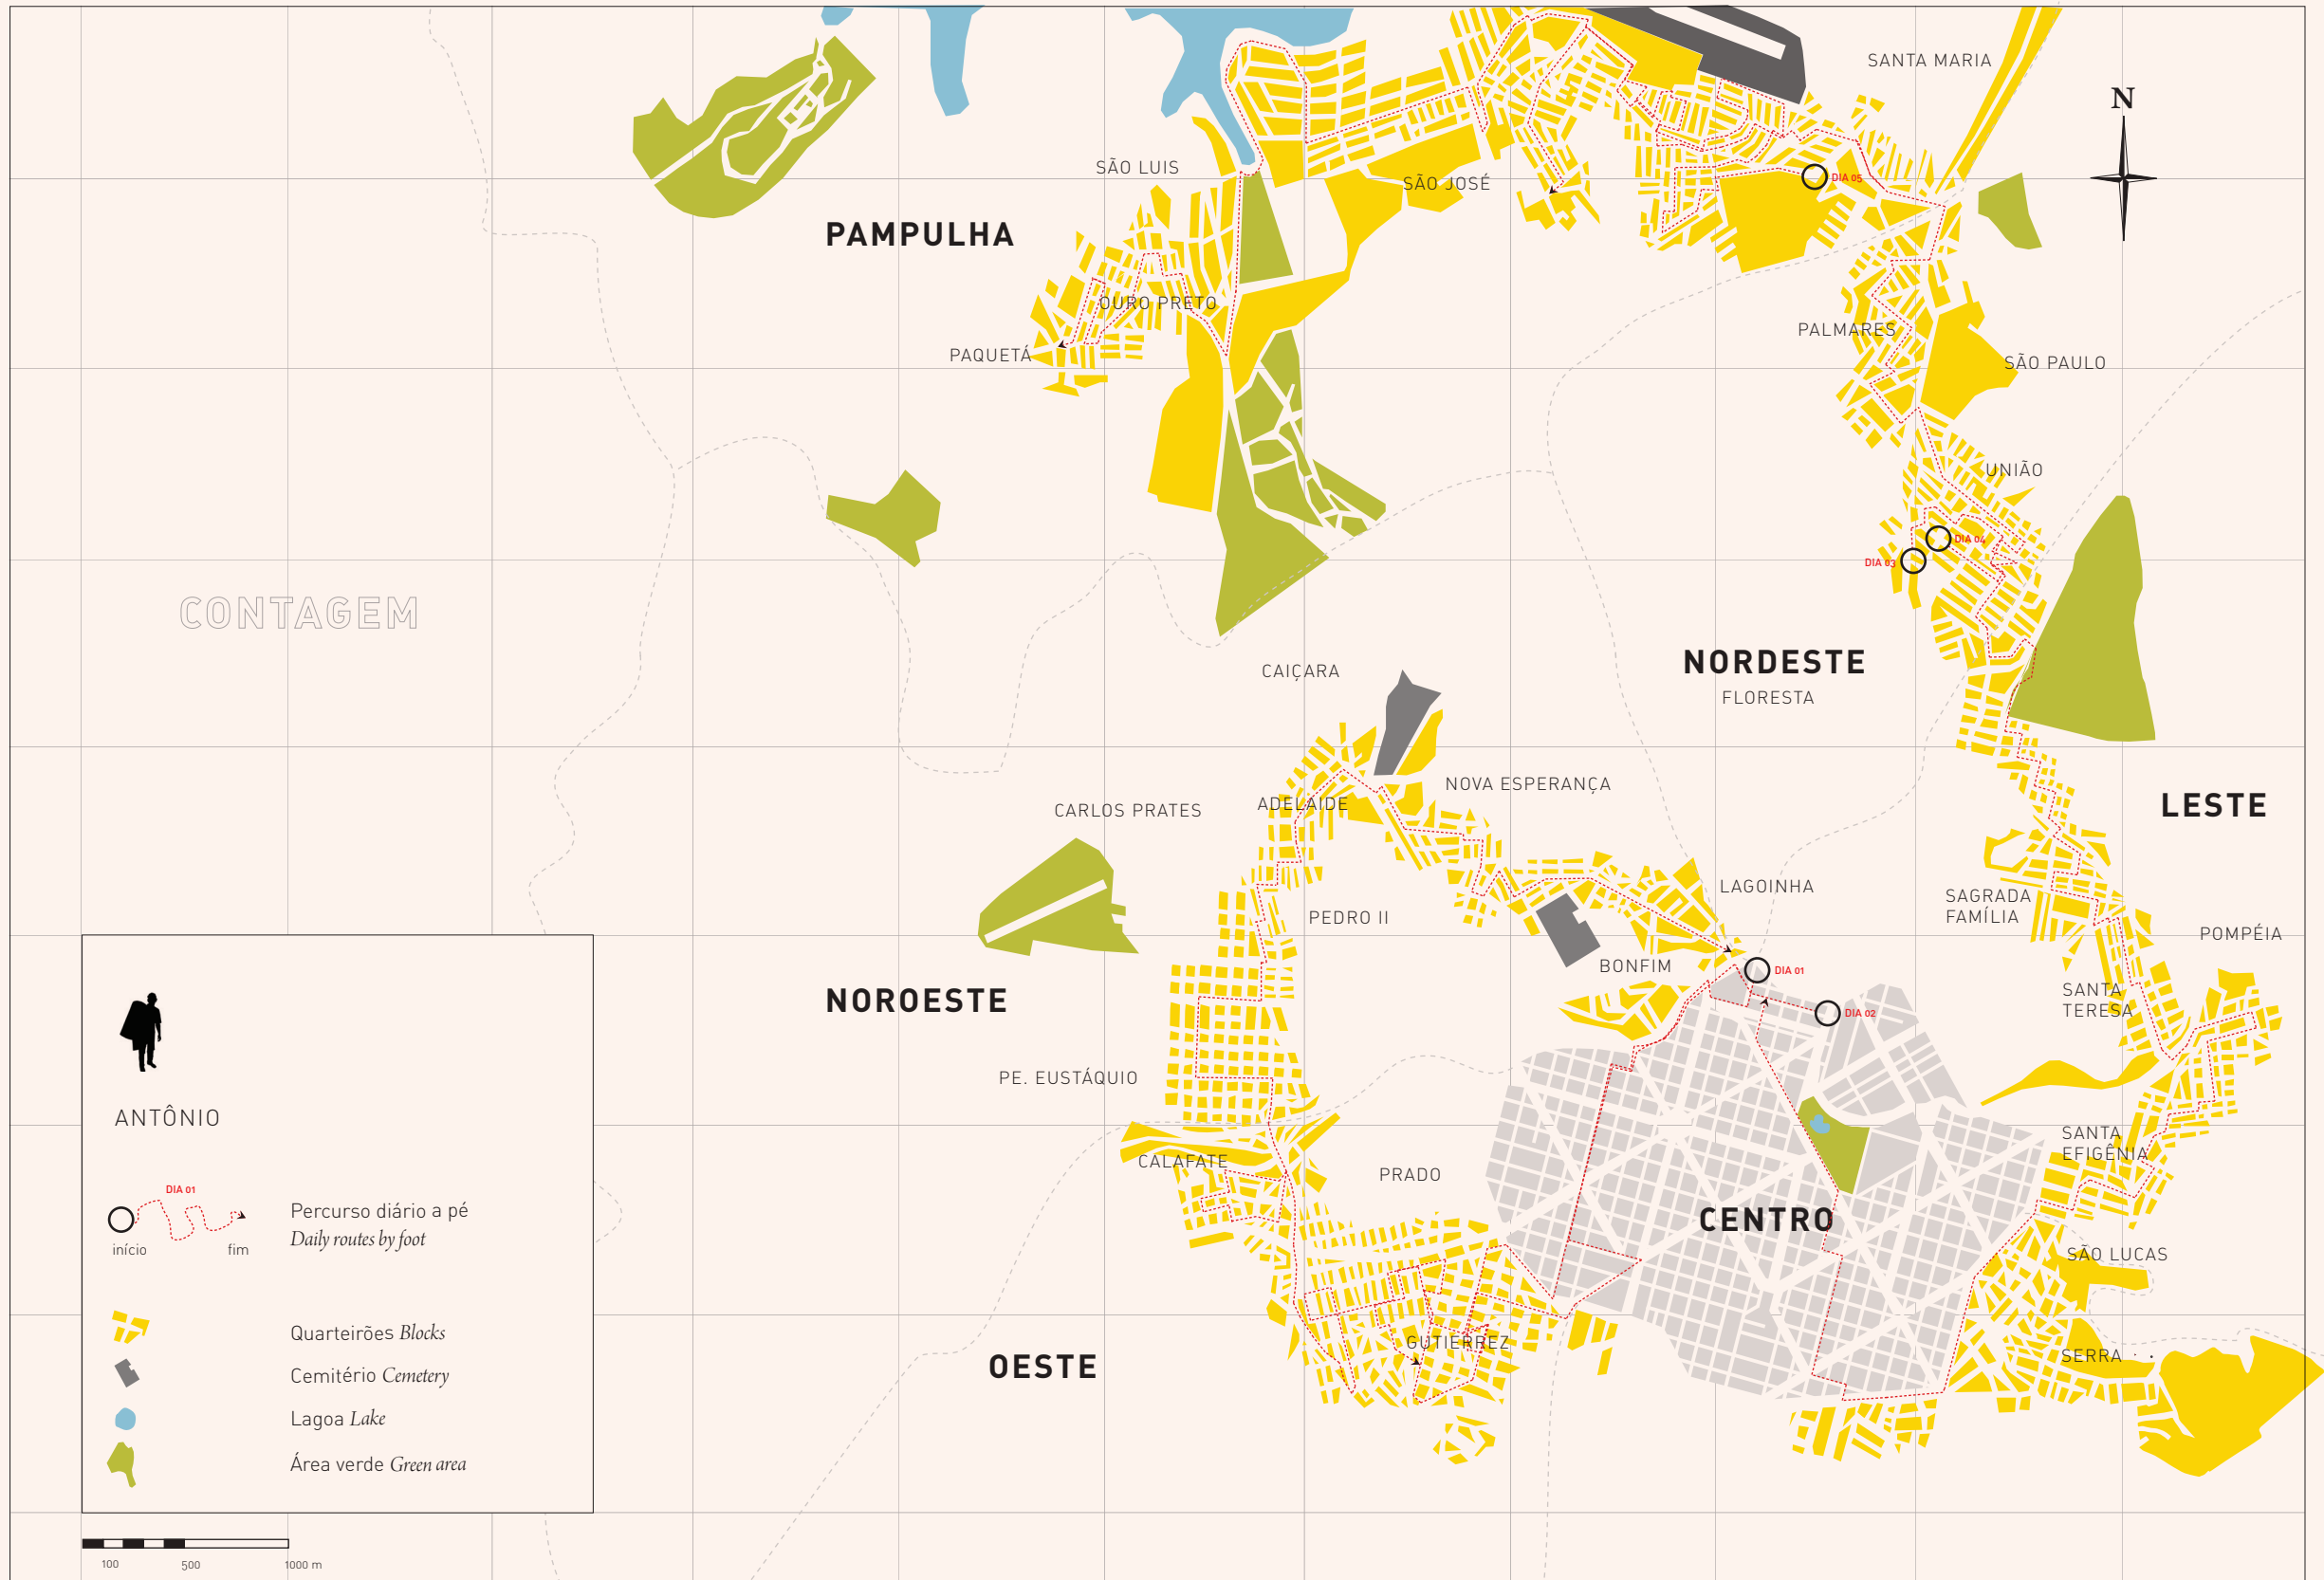 SANTA MARIA
N
SÃO LUIS
SÃO JOSÉ
DIA 05
PAMPULHA
OURO PRETO
PALMARES
PAQUETÁ
SÃO PAULO
UNIÃO
DIA 04
DIA 03
CONTAGEM
NORDESTE
CAIÇARA
FLORESTA
NOVA ESPERANÇA
ADELAIDE
CARLOS PRATES
LESTE
LAGOINHA
SAGRADA
FAMÍLIA
PEDRO II
POMPÉIA
BONFIM
DIA 01
SANTA
TERESA
NOROESTE
DIA 02
PE. EUSTÁQUIO
SANTA
EFIGÊNIA
CALAFATE
PRADO
CENTRO
SÃO LUCAS
GUTIERREZ
SERRA
OESTE
ANTÔNIO
DIA 01
início
fim
Percurso diário a pé
Daily routes by foot
Quarteirões Blocks
Cemitério Cemetery
Lagoa Lake
Área verde Green area
100 500 1000 m